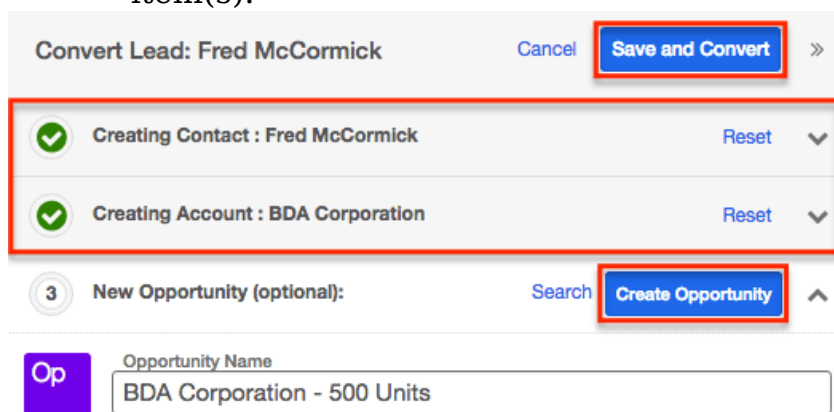 item(s).
Convert Lead: Fred McCormick Cancel Save and Convert »
Creating Contact : Fred McCormick Reset
Creating Account : BDA Corporation Reset
3 New Opportunity (optional): Search Create Opportunity
Op Opportunity Name
BDA Corporation - 500 Units